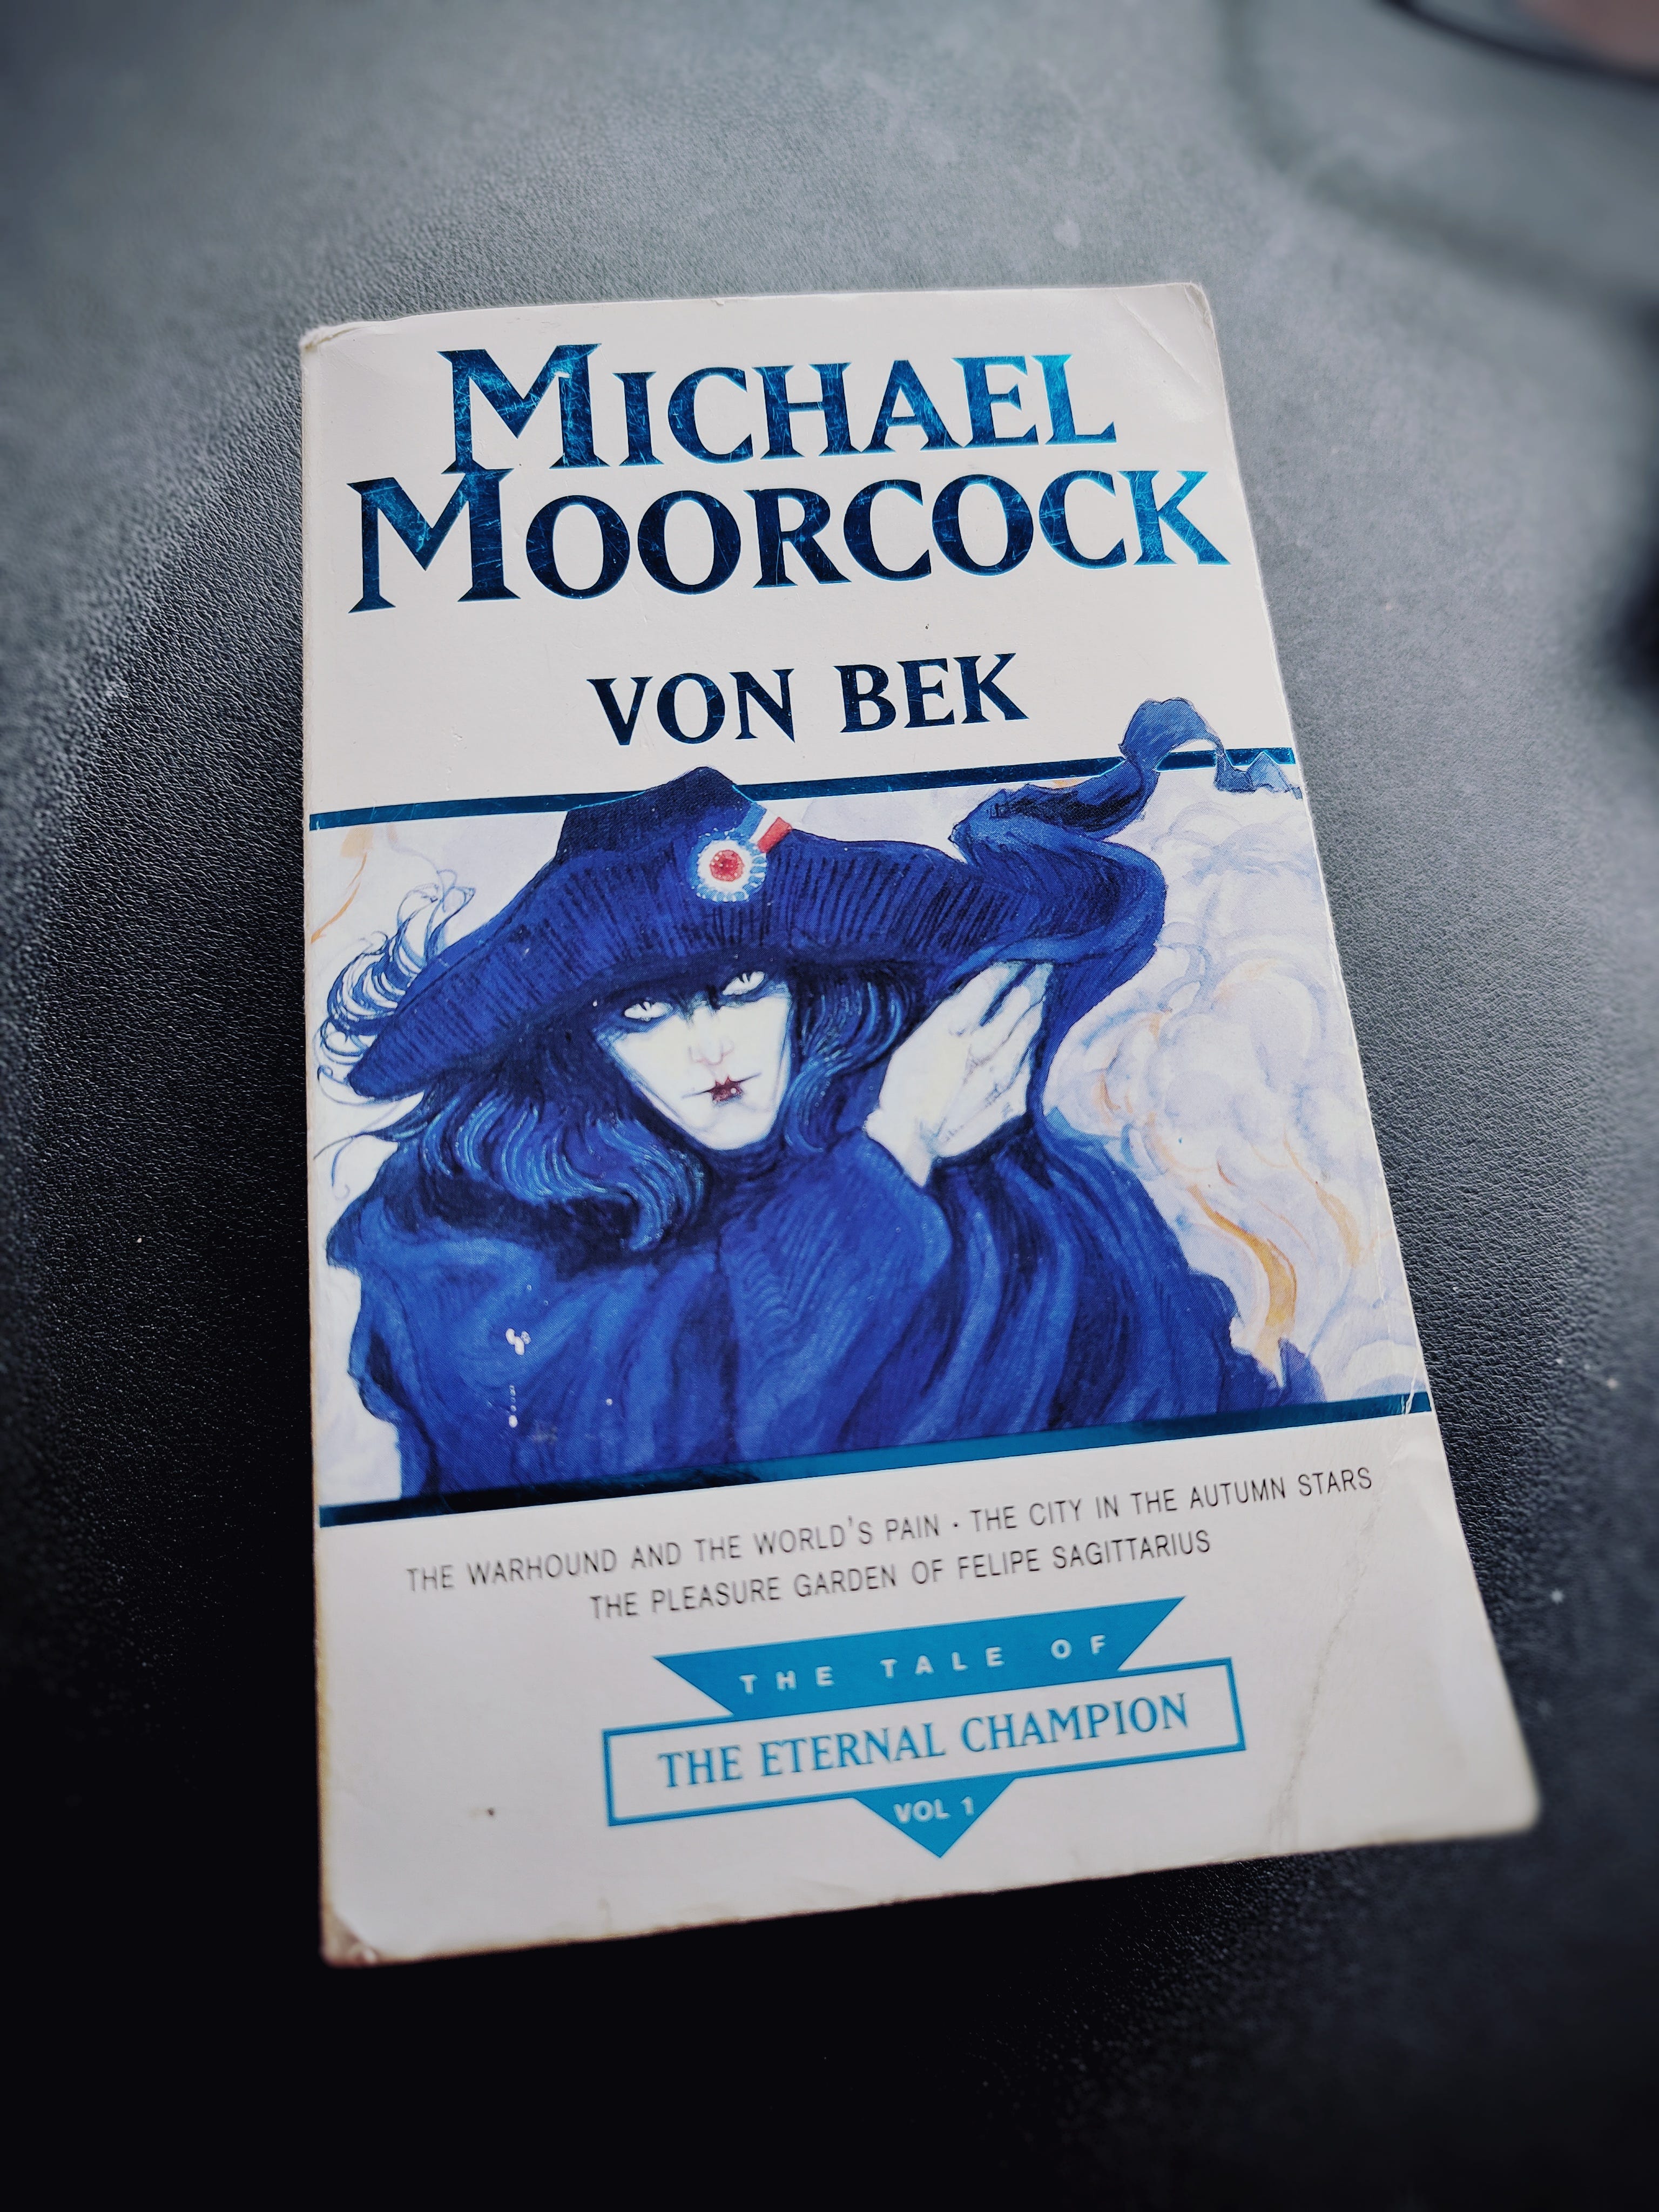 MICHAEL
MOORCOCK
VON BEK
THE WARHOUND AND THE WORLD'S PAIN · THE CITY IN THE AUTUMN STARS
THE PLEASURE GARDEN OF FELIPE SAGITTARIUS
THE TALE OF
THE ETERNAL CHAMPION
VOL 1